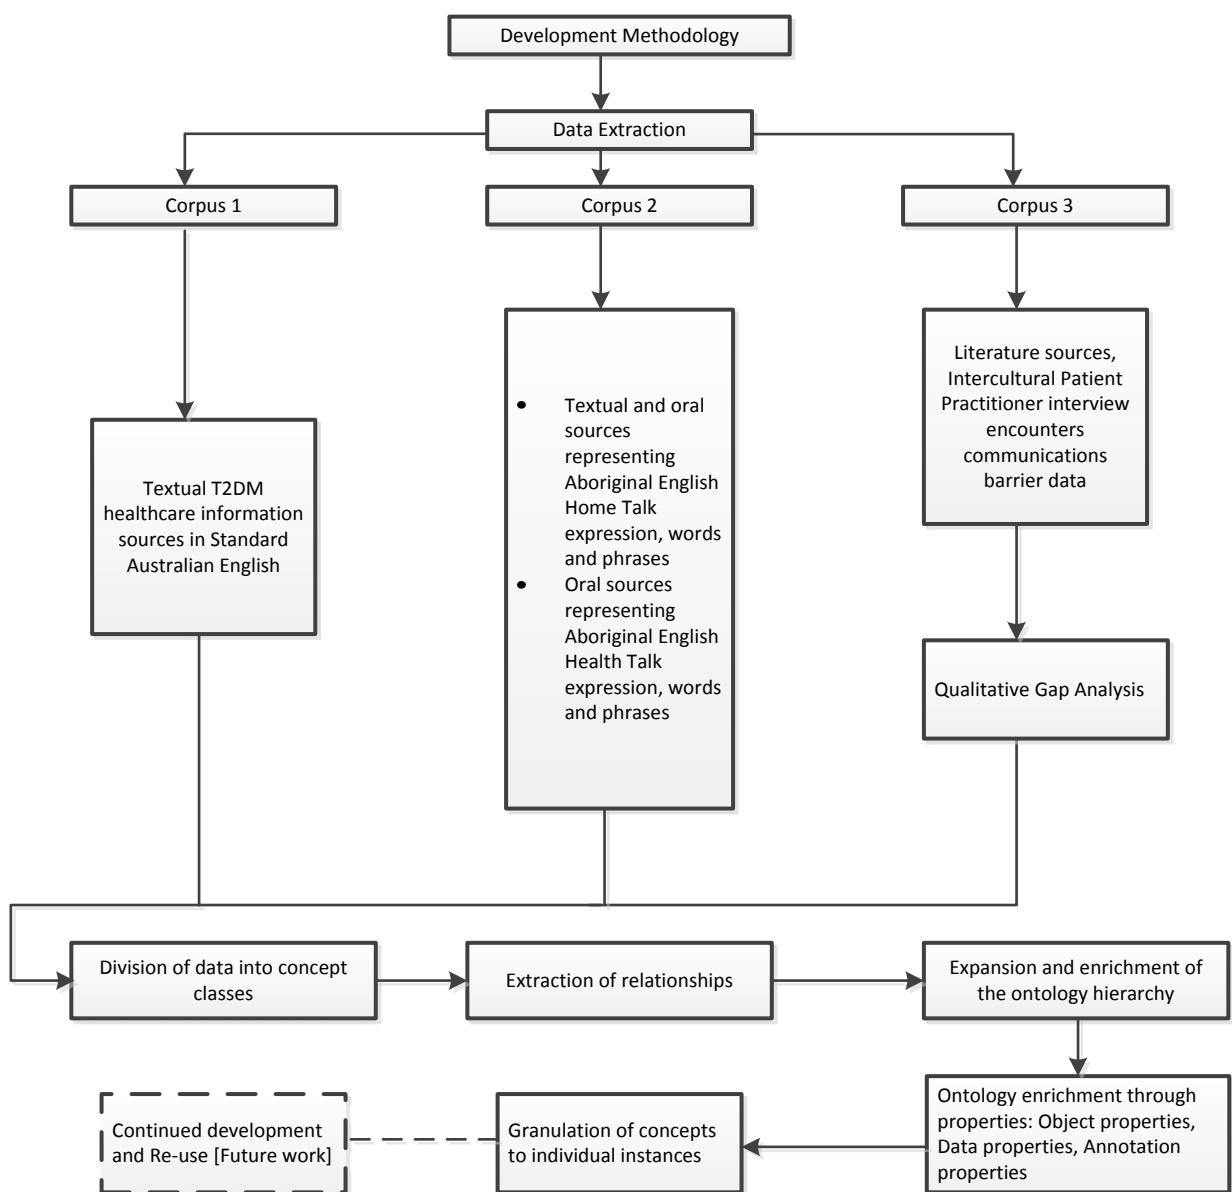 Development Methodology
Data Extraction
Corpus 1
Corpus 2
Corpus 3
Textual T2DM
healthcare information
sources in Standard
Australian English
• Textual and oral
sources
representing
Aboriginal English
Home Talk
expression, words
and phrases
• Oral sources
representing
Aboriginal English
Health Talk
expression, words
and phrases
Literature sources,
Intercultural Patient
Practitioner interview
encounters
communications
barrier data
Qualitative Gap Analysis
Division of data into concept
classes
Extraction of relationships
Expansion and enrichment of
the ontology hierarchy
Ontology enrichment through
properties: Object properties,
Data properties, Annotation
properties
Granulation of concepts
to individual instances
Continued development
and Re-use [Future work]